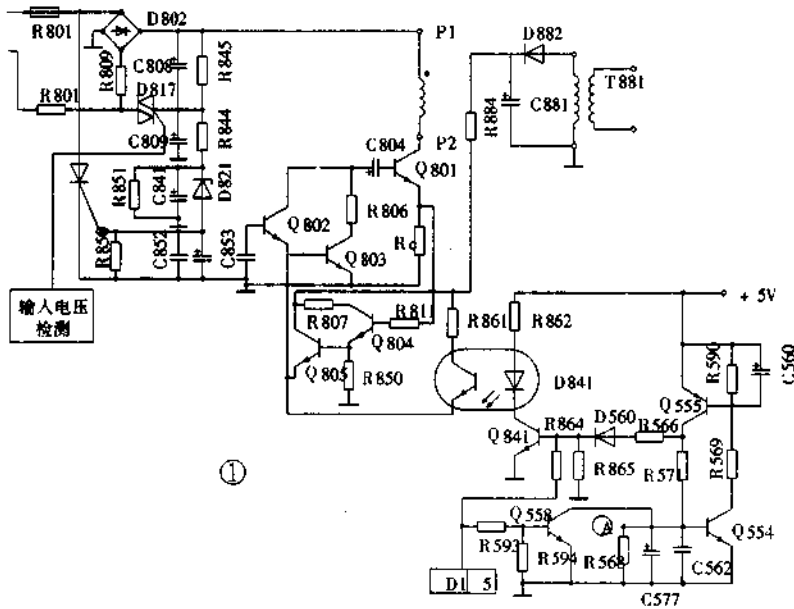 R801
D802
P1
R809
C808
R845
D882
R801
D817
R884
C881
T881
C809
R844
C804
P2
Q801
R851
C841
D821
R806
Q802
R85
C852
C853
Q803
输入电压
检测
R807
Q804
R811
R861
R862
+ 5V
Q805
R850
D841
R590
C560
Q555
Q841
R864
D560
R566
R865
R571
R569
①
Q558
A
Q554
R593
R594
R568
C562
D1 5
C577